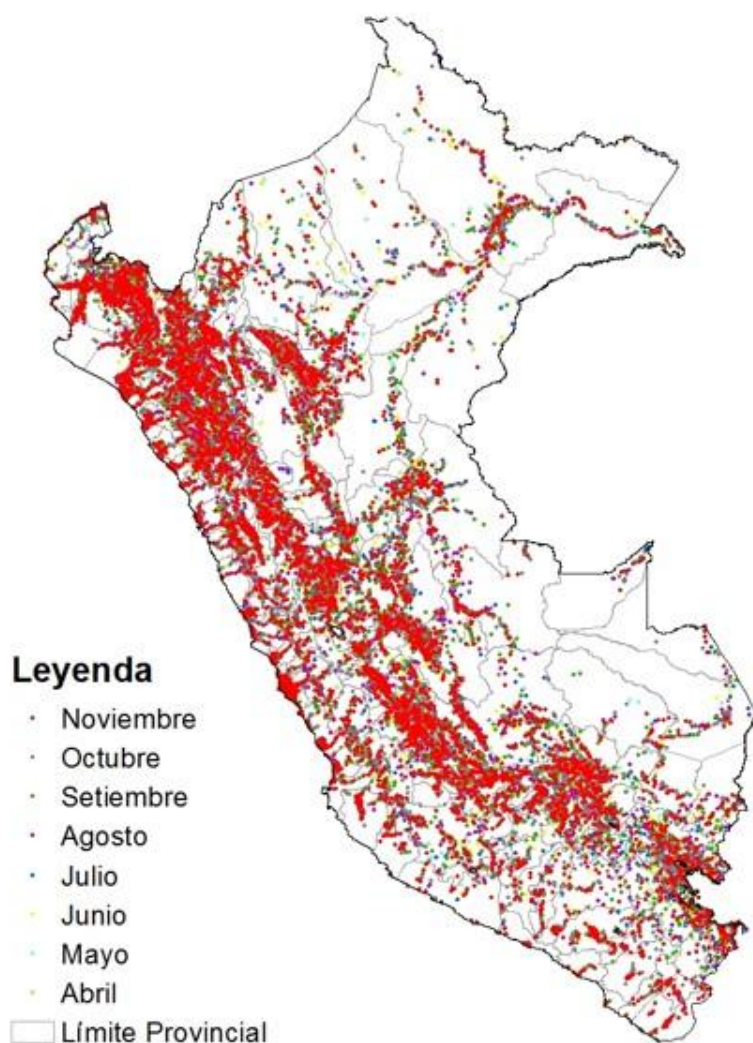 Leyenda
Noviembre
Octubre
Setiembre
Agosto
Julio
Junio
Mayo
Abril
Límite Provincial